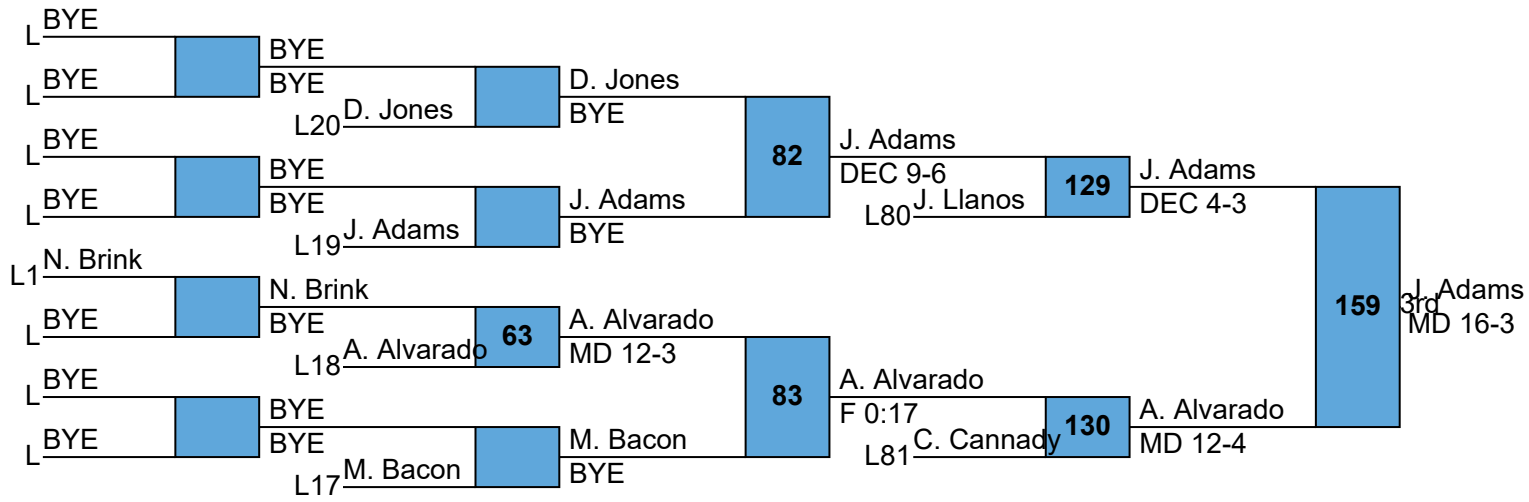 BYE
L
BYE
BYE
L
BYE
D. Jones
D. Jones
L20
BYE
BYE
L
82
J. Adams
DEC 9-6
BYE
BYE
L
BYE
J. Adams
J. Adams
L19
BYE
J. Llanos
L80
129
J. Adams
DEC 4-3
N. Brink
L1
N. Brink
BYE
L
BYE
63
A. Alvarado
A. Alvarado
L18
MD 12-3
159
3rd
J. Adams
MD 16-3
BYE
L
83
A. Alvarado
F 0:17
BYE
BYE
L
BYE
M. Bacon
M. Bacon
L17
BYE
C. Cannady
L81
130
A. Alvarado
MD 12-4